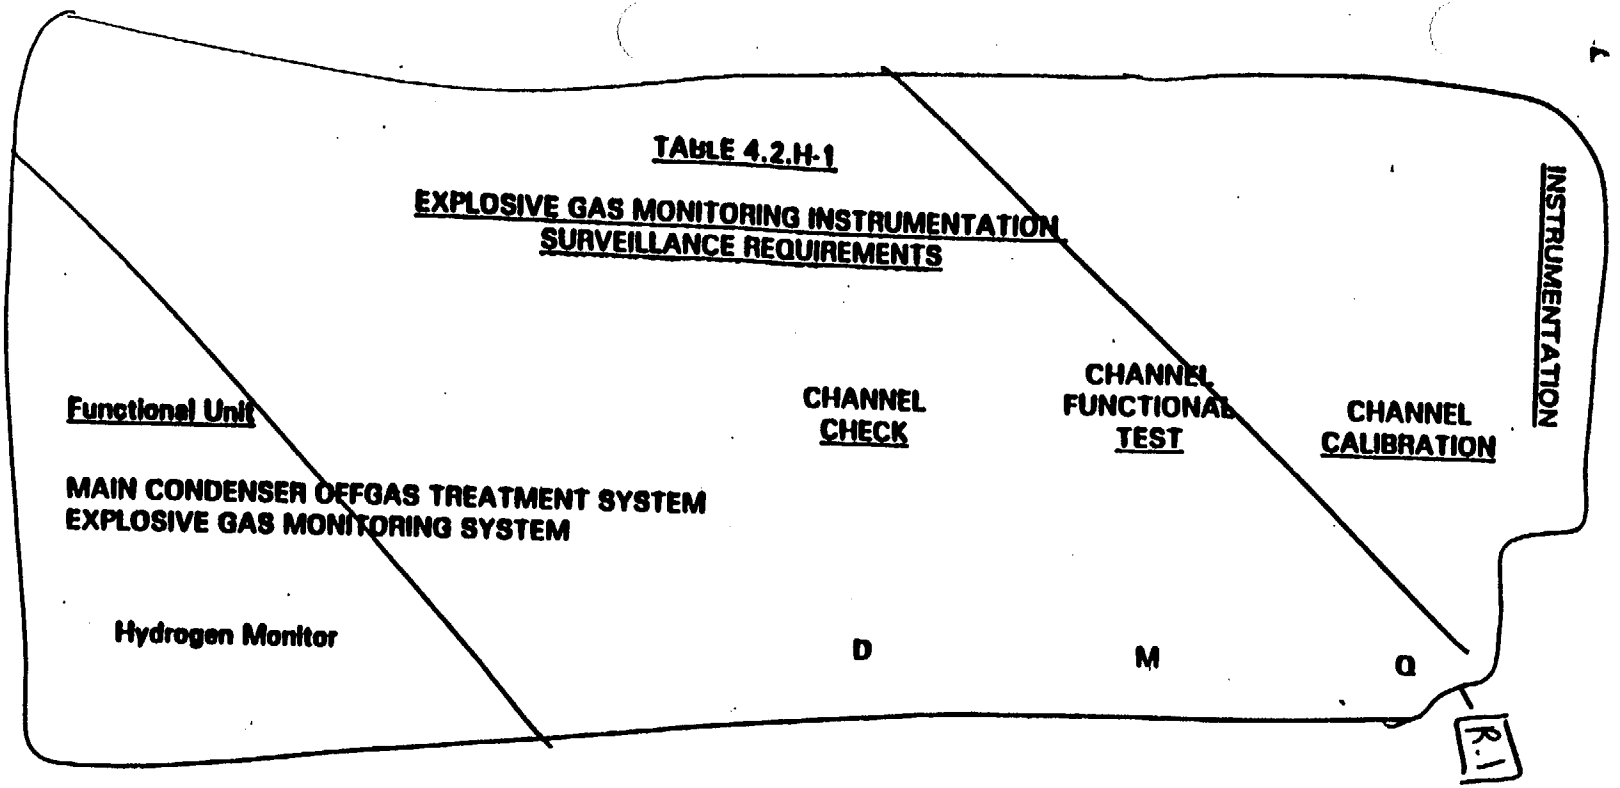 TABLE 4.2.H-1
EXPLOSIVE GAS MONITORING INSTRUMENTATION
SURVEILLANCE REQUIREMENTS
INSTRUMENTATION
Functional Unit
CHANNEL
CHECK
CHANNEL
FUNCTIONAL
TEST
CHANNEL
CALIBRATION
MAIN CONDENSER OFFGAS TREATMENT SYSTEM
EXPLOSIVE GAS MONITORING SYSTEM
Hydrogen Monitor D M Q
R.1